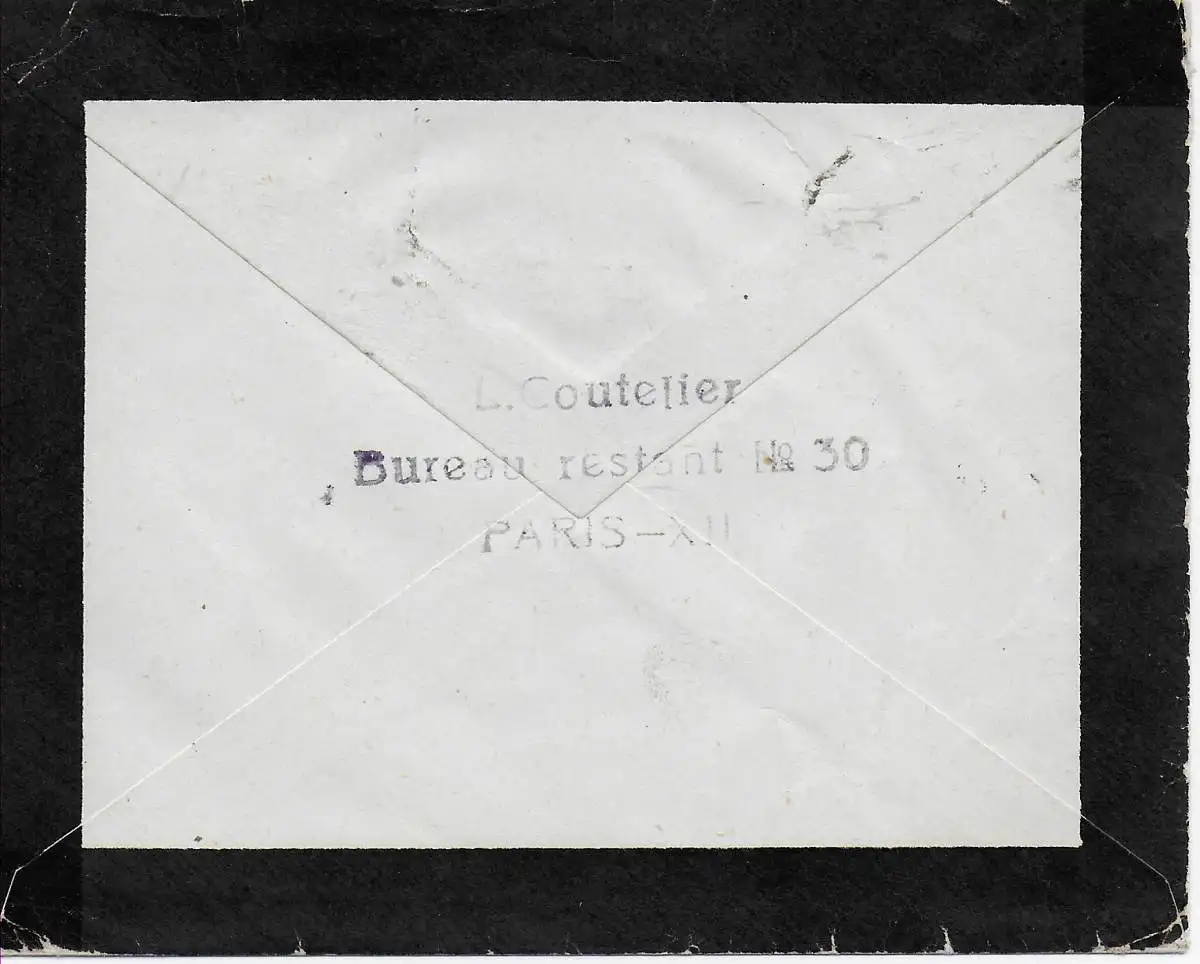 L. Coutelier
Bureau restant № 30
PARIS—XII